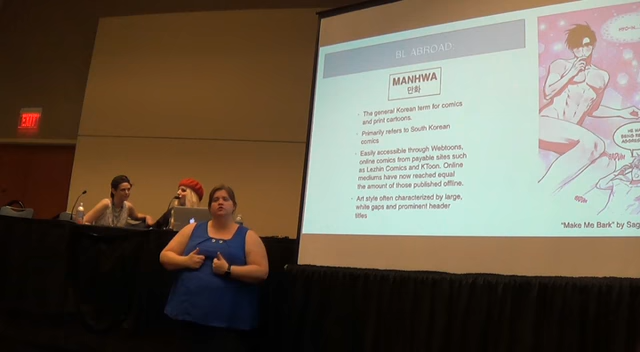 EXIT
BL ABROAD:
MANHWA
만화
- The general Korean term for comics
and print cartoons.
- Primarily refers to South Korean
comics
- Easily accessible through Webtoons,
online comics from payable sites such
as Lezhin Comics and KToon. Online
mediums have now reached equal
the amount of those published offline.
- Art style often characterized by large,
white gaps and prominent header
titles
HE
BEING
"Make Me Bark" by Sag